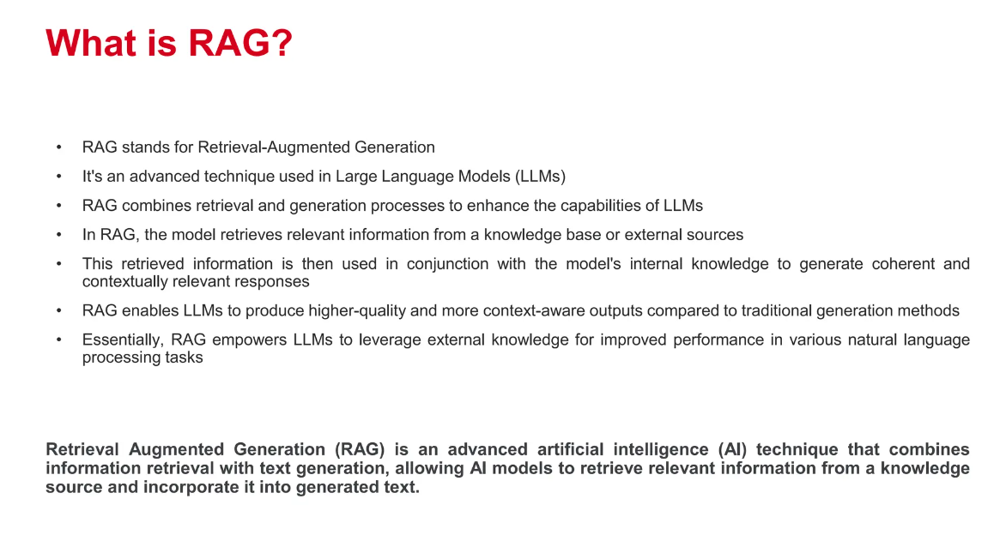 What is RAG?
• RAG stands for Retrieval-Augmented Generation
• It's an advanced technique used in Large Language Models (LLMs)
• RAG combines retrieval and generation processes to enhance the capabilities of LLMs
• In RAG, the model retrieves relevant information from a knowledge base or external sources
• This retrieved information is then used in conjunction with the model's internal knowledge to generate coherent and
contextually relevant responses
• RAG enables LLMs to produce higher-quality and more context-aware outputs compared to traditional generation methods
• Essentially, RAG empowers LLMs to leverage external knowledge for improved performance in various natural language
processing tasks
Retrieval Augmented Generation (RAG) is an advanced artificial intelligence (AI) technique that combines
information retrieval with text generation, allowing AI models to retrieve relevant information from a knowledge
source and incorporate it into generated text.